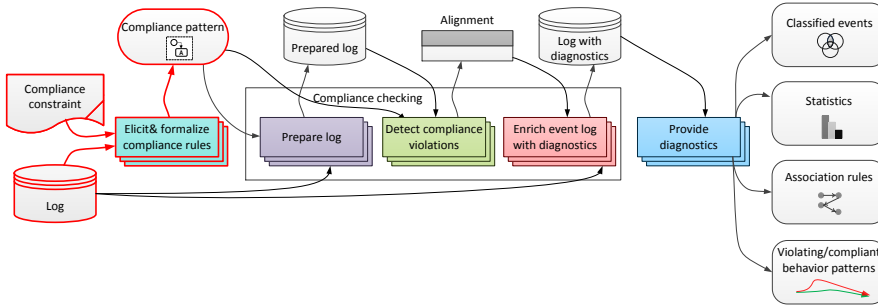 Compliance pattern
A
Prepared log
Alignment
Log with
diagnostics
Classified events
Compliance
constraint
Compliance checking
Elicit& formalize
compliance rules
Prepare log
Detect compliance
violations
Enrich event log
with diagnostics
Provide
diagnostics
Statistics
Log
Association rules
Violating/compliant
behavior patterns